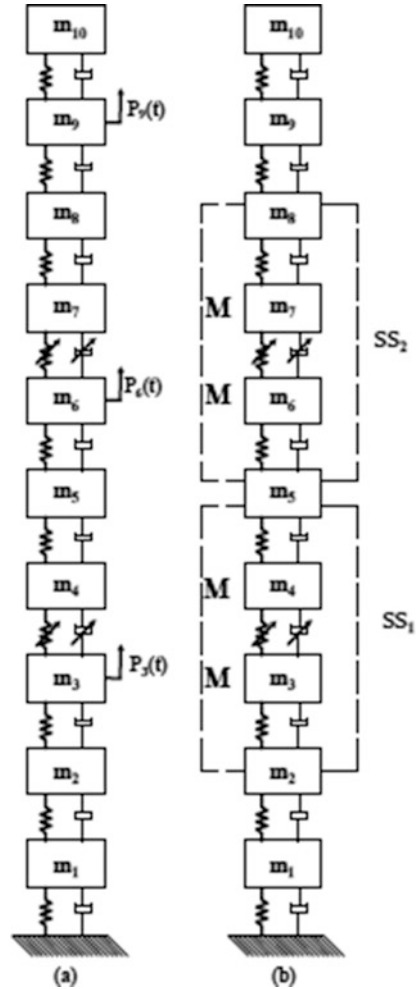 m10 m10
m9 P9(t) m9
m8 m8
m7 M m7
SS2
m6 P6(t) M m6
m5 m5
m4 M m4
SS1
m3 P3(t) M m3
m2 m2
m1 m1
(a) (b)